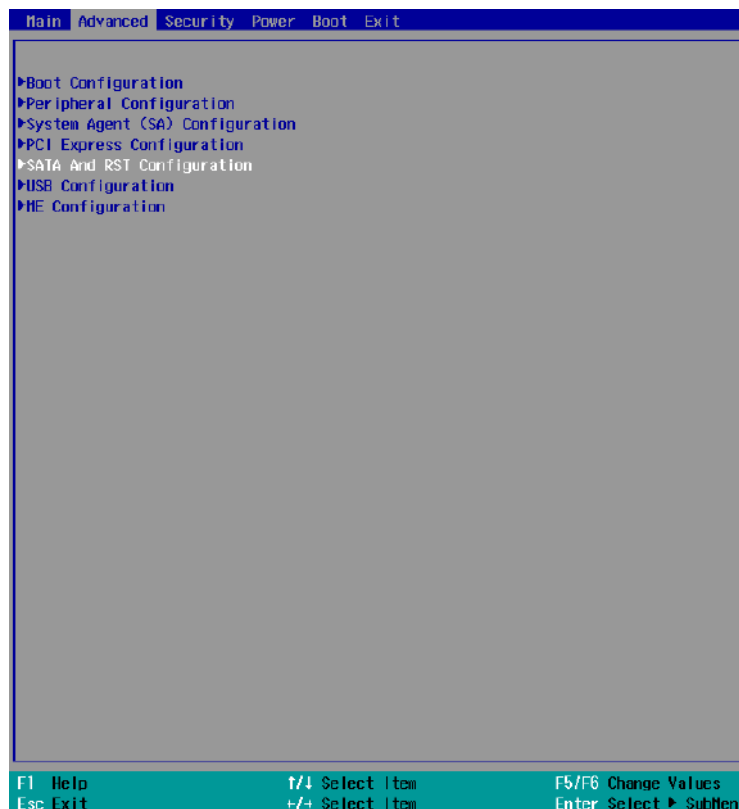 Main Advanced Security Power Boot Exit
▶Boot Configuration
▶Peripheral Configuration
▶System Agent (SA) Configuration
▶PCI Express Configuration
▶SATA And RST Configuration
▶USB Configuration
▶ME Configuration
F1 Help ↑/↓ Select Item F5/F6 Change Values
Esc Exit ←/→ Select Item Enter Select ▶ SubMen